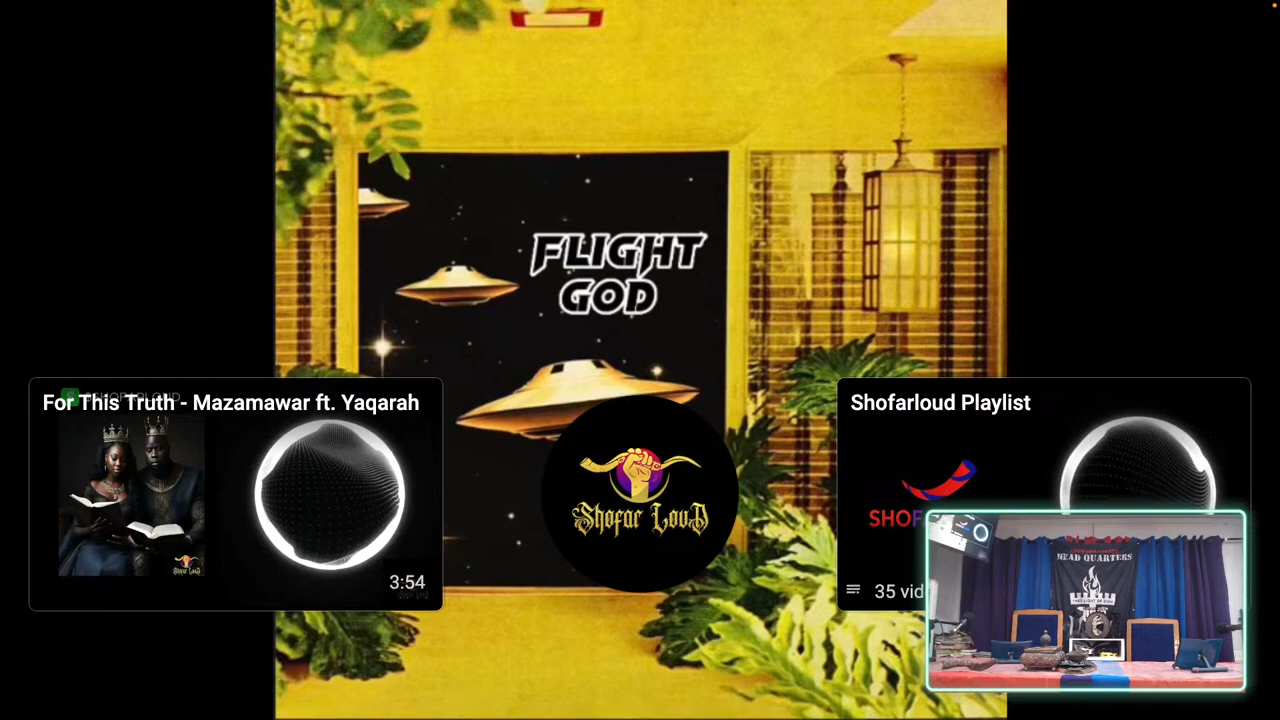 FLIGHT
GOD
For This Truth - Mazamawar ft. Yaqarah
3:54
Shofar Loud
Shofarloud Playlist
SHOF
35 vid
HEAD QUARTERS